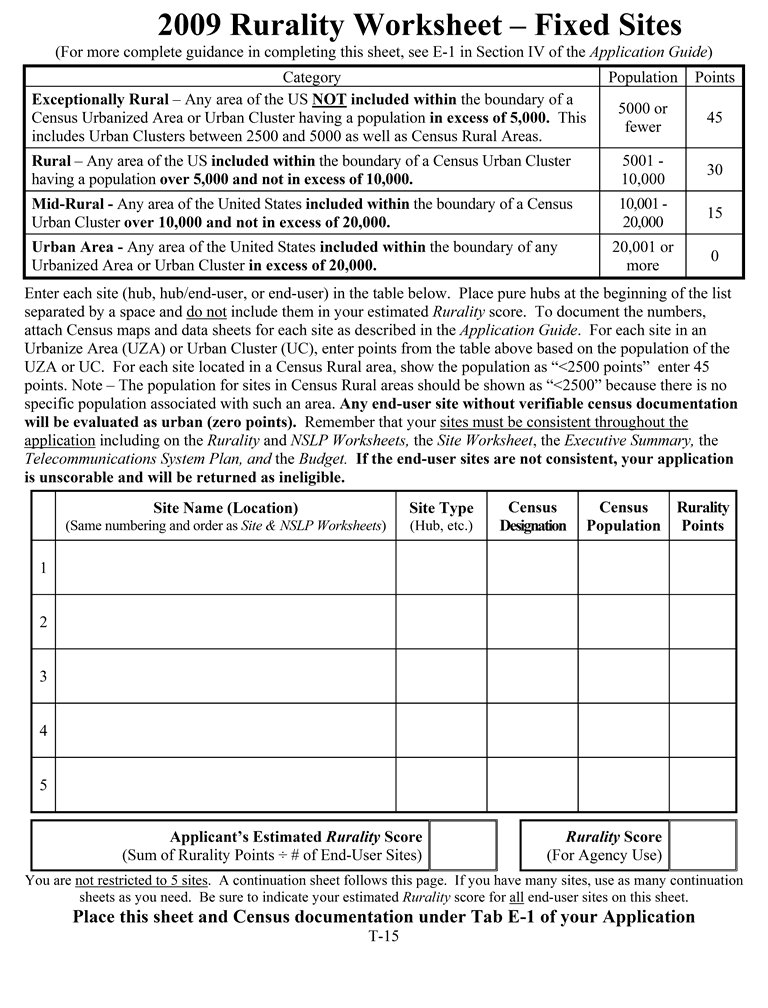 2009 Rurality Worksheet – Fixed Sites
(For more complete guidance in completing this sheet, see E-1 in Section IV of the Application Guide)
Category Population Points
Exceptionally Rural – Any area of the US NOT included within the boundary of a
Census Urbanized Area or Urban Cluster having a population in excess of 5,000. This
includes Urban Clusters between 2500 and 5000 as well as Census Rural Areas.
5000 or
fewer
45
Rural – Any area of the US included within the boundary of a Census Urban Cluster
having a population over 5,000 and not in excess of 10,000.
5001 -
10,000
30
Mid-Rural - Any area of the United States included within the boundary of a Census
Urban Cluster over 10,000 and not in excess of 20,000.
10,001 -
20,000
15
Urban Area - Any area of the United States included within the boundary of any
Urbanized Area or Urban Cluster in excess of 20,000.
20,001 or
more
0
Enter each site (hub, hub/end-user, or end-user) in the table below. Place pure hubs at the beginning of the list
separated by a space and do not include them in your estimated Rurality score. To document the numbers,
attach Census maps and data sheets for each site as described in the Application Guide. For each site in an
Urbanize Area (UZA) or Urban Cluster (UC), enter points from the table above based on the population of the
UZA or UC. For each site located in a Census Rural area, show the population as “<2500 points” enter 45
points. Note – The population for sites in Census Rural areas should be shown as “<2500” because there is no
specific population associated with such an area. Any end-user site without verifiable census documentation
will be evaluated as urban (zero points). Remember that your sites must be consistent throughout the
application including on the Rurality and NSLP Worksheets, the Site Worksheet, the Executive Summary, the
Telecommunications System Plan, and the Budget. If the end-user sites are not consistent, your application
is unscorable and will be returned as ineligible.
Site Name (Location)
(Same numbering and order as Site & NSLP Worksheets)
Site Type
(Hub, etc.)
Census
Designation
Census
Population
Rurality
Points
1
2
3
4
5
Applicant’s Estimated Rurality Score
(Sum of Rurality Points ÷ # of End-User Sites)
Rurality Score
(For Agency Use)
You are not restricted to 5 sites. A continuation sheet follows this page. If you have many sites, use as many continuation
sheets as you need. Be sure to indicate your estimated Rurality score for all end-user sites on this sheet.
Place this sheet and Census documentation under Tab E-1 of your Application
T-15